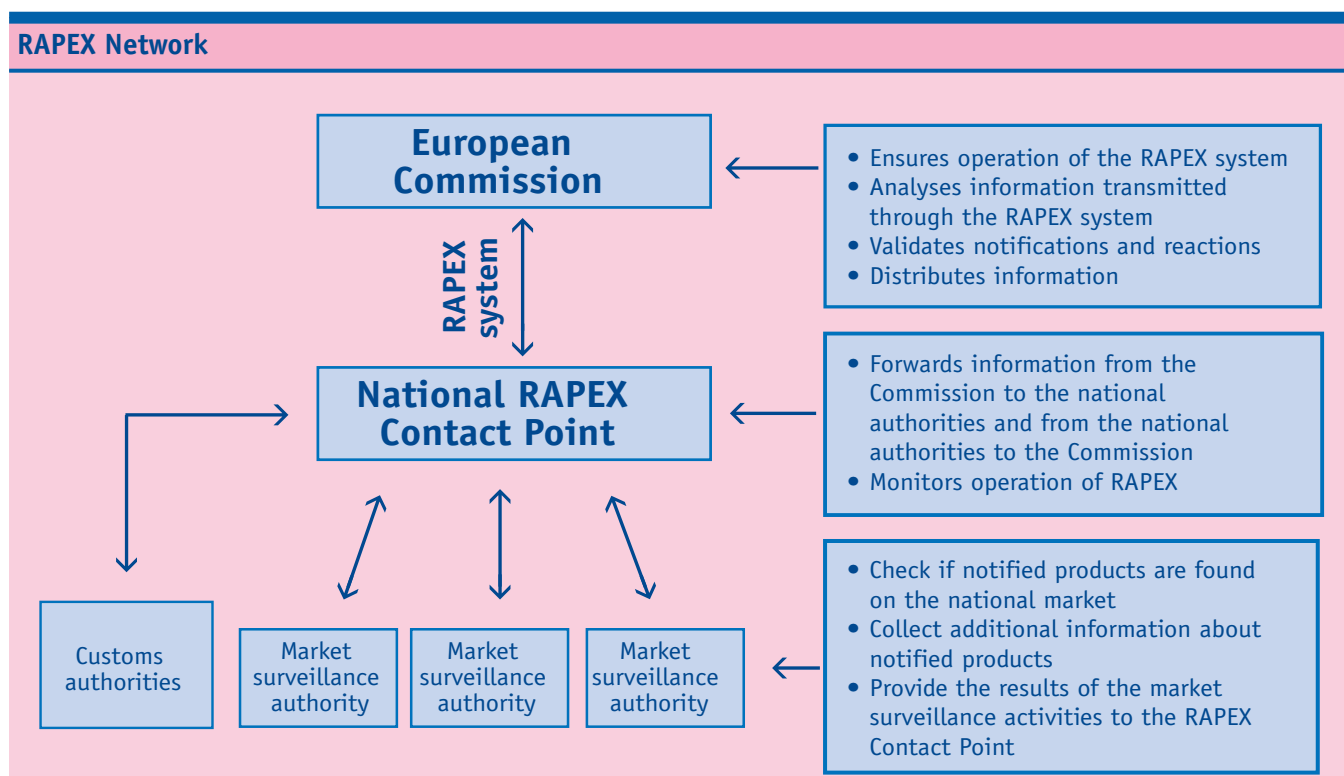 RAPEX Network
European
Commission
• Ensures operation of the RAPEX system
• Analyses information transmitted
through the RAPEX system
• Validates notifications and reactions
• Distributes information
RAPEX
system
National RAPEX
Contact Point
• Forwards information from the
Commission to the national
authorities and from the national
authorities to the Commission
• Monitors operation of RAPEX
Customs
authorities
Market
surveillance
authority
Market
surveillance
authority
Market
surveillance
authority
• Check if notified products are found
on the national market
• Collect additional information about
notified products
• Provide the results of the market
surveillance activities to the RAPEX
Contact Point